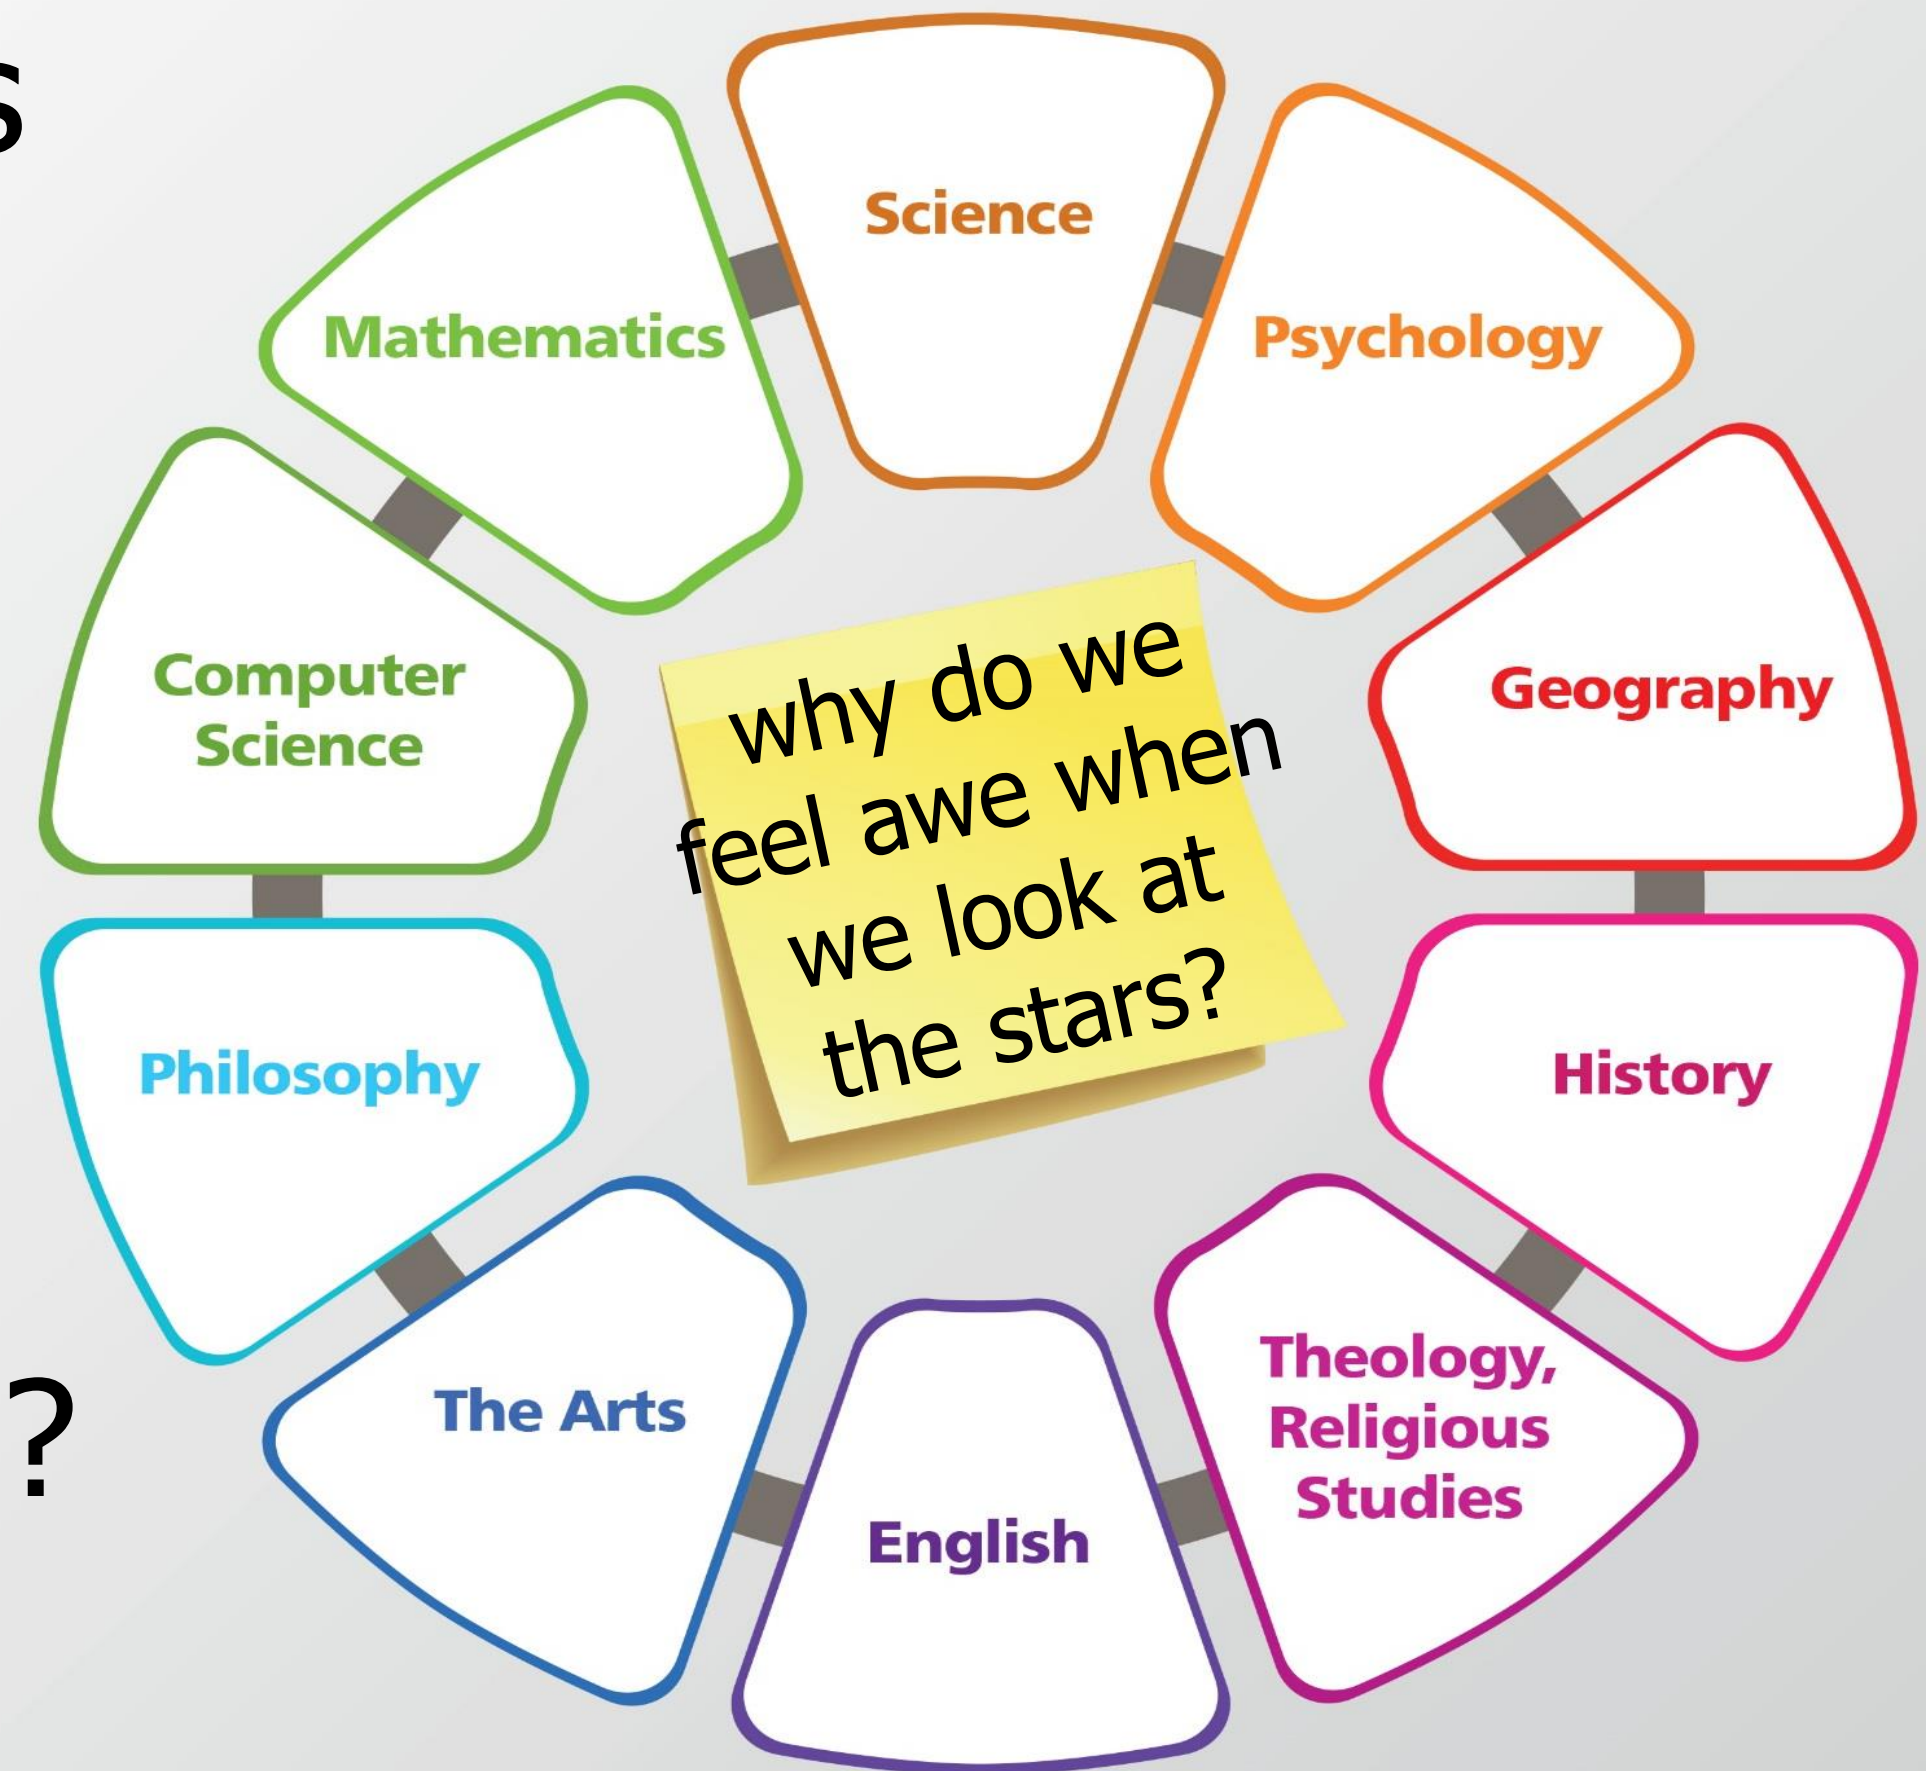 s
Science
Mathematics
Psychology
Computer
Science
Geography
why do we
feel awe when
we look at
the stars?
Philosophy
History
The Arts
Theology,
Religious
Studies
English
?